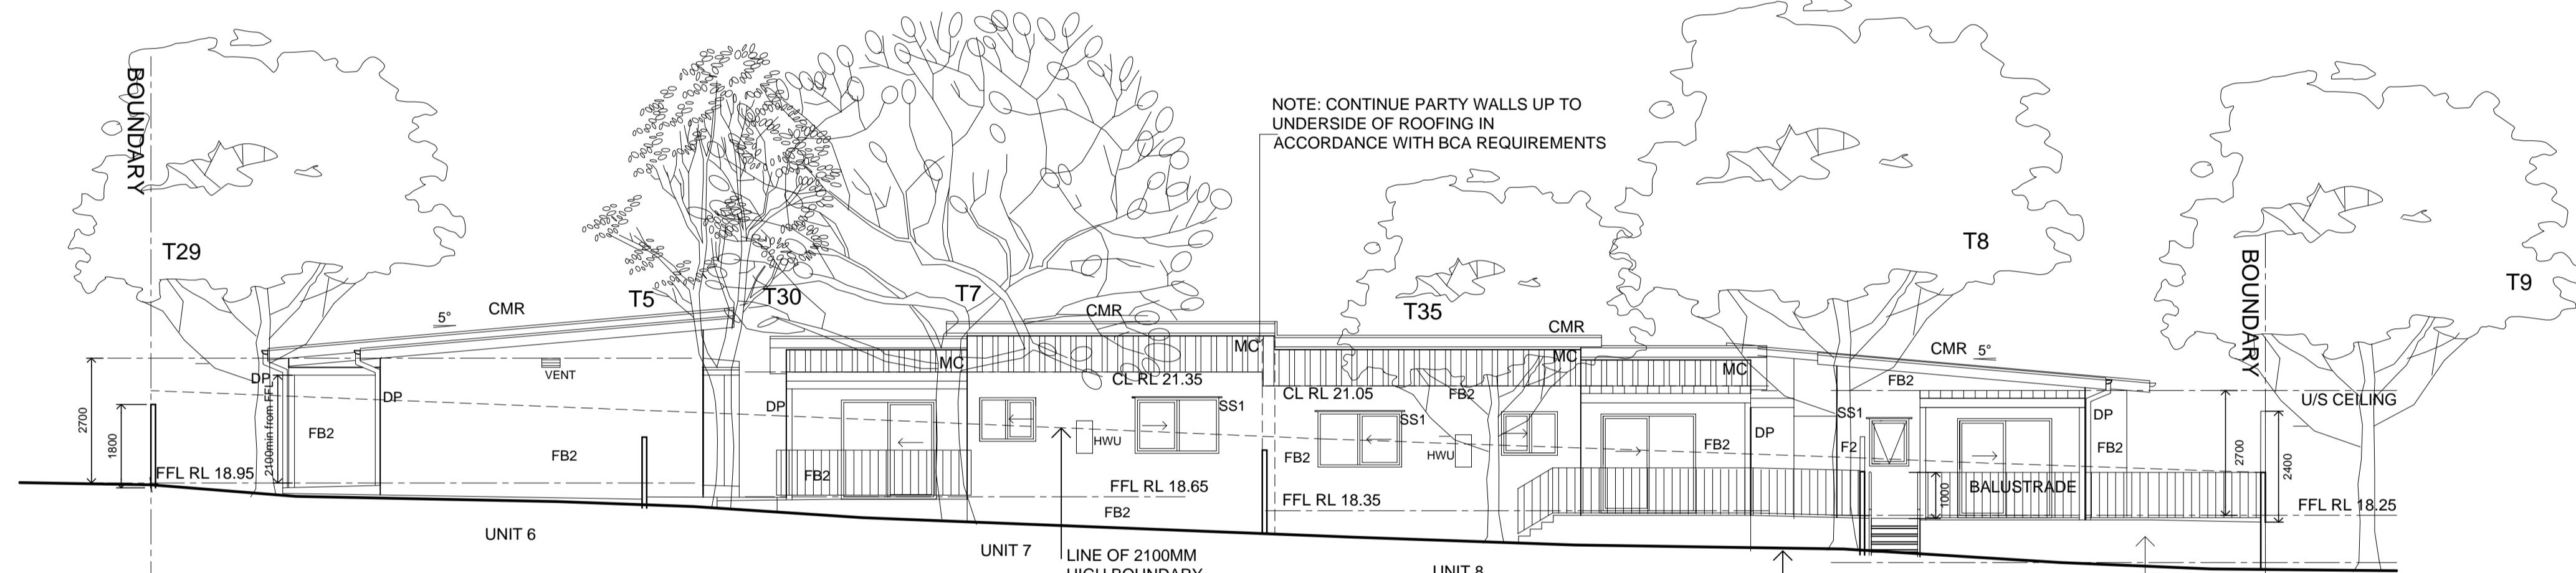 BOUNDARY
T29
T5
T30
T7
NOTE: CONTINUE PARTY WALLS UP TO
UNDERSIDE OF ROOFING IN
ACCORDANCE WITH BCA REQUIREMENTS
T35
T8
BOUNDARY
T9
5°
CMR
CMR
CMR
CMR 5°
VENT
MC
MC
MC
MC
DP
DP
DP
DP
DP
2700
1800
2100min from FFL
FB2
FB2
FB2
FB2
FB2
FB2
FB2
FB2
FB2
F2
CL RL 21.35
CL RL 21.05
SS1
SS1
SS1
HWU
HWU
U/S CEILING
FFL RL 18.95
FFL RL 18.65
FFL RL 18.35
FFL RL 18.25
BALUSTRADE
1000
2700
2400
UNIT 6
UNIT 7
LINE OF 2100MM
HIGH BOUNDARY
UNIT 8